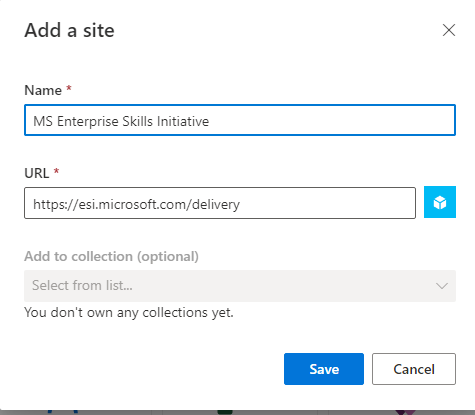 Add a site
Name *
MS Enterprise Skills Initiative
URL *
https://esi.microsoft.com/delivery
Add to collection (optional)
Select from list...
You don't own any collections yet.
Save
Cancel